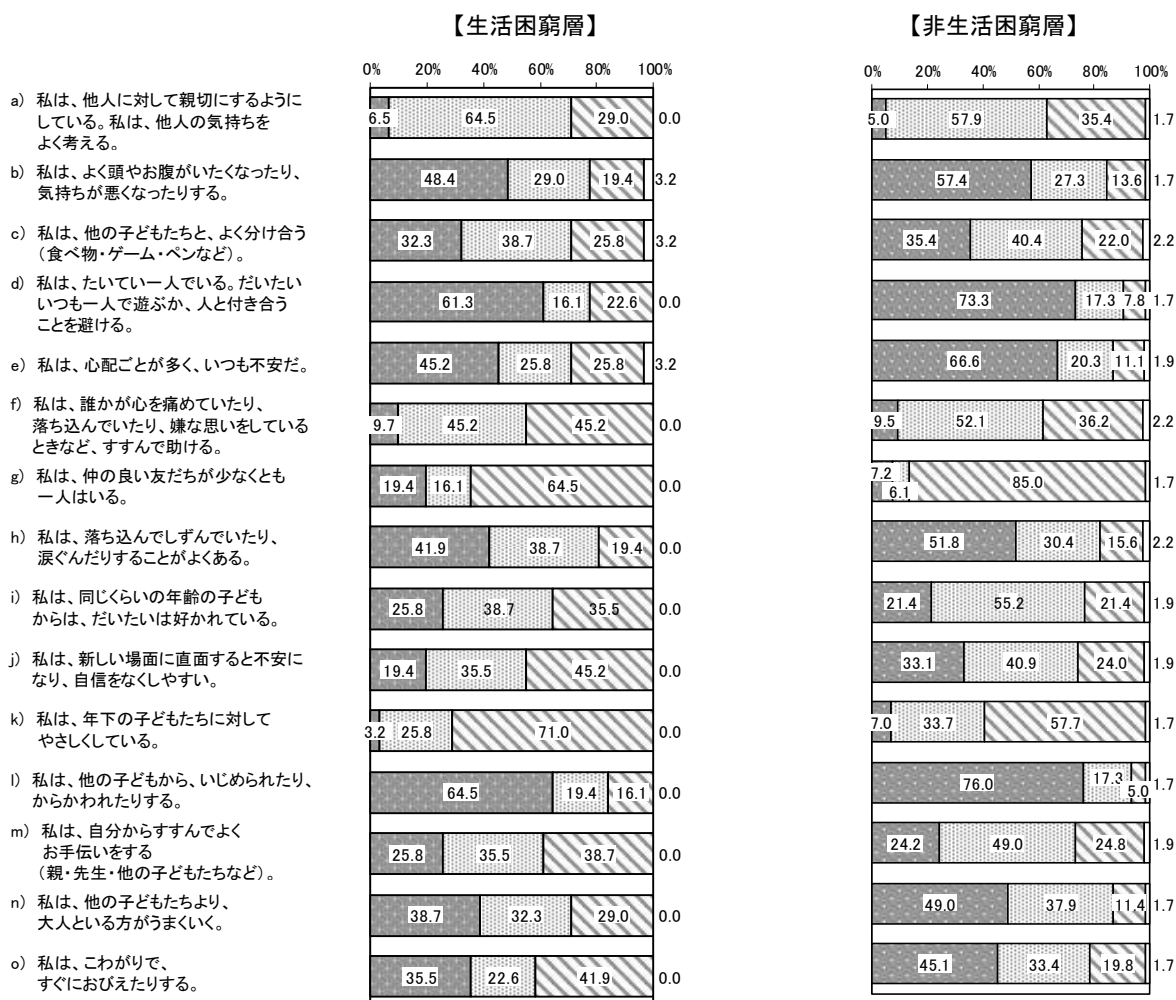 【生活困窮層】 【非生活困窮層】
0% 20% 40% 60% 80% 100% 0% 20% 40% 60% 80% 100%
a) 私は、他人に対して親切にするように
している。私は、他人の気持ちを
よく考える。
6.5 64.5 29.0 0.0 5.0 57.9 35.4 1.7
b) 私は、よく頭やお腹がいたくなったり、
気持ちが悪くなったりする。
48.4 29.0 19.4 3.2 57.4 27.3 13.6 1.7
c) 私は、他の子どもたちと、よく分け合う
(食べ物・ゲーム・ペンなど)。
32.3 38.7 25.8 3.2 35.4 40.4 22.0 2.2
d) 私は、たいてい一人でいる。だいたい
いつも一人で遊ぶか、人と付き合う
ことを避ける。
61.3 16.1 22.6 0.0 73.3 17.3 7.8 1.7
e) 私は、心配ごとが多く、いつも不安だ。
45.2 25.8 25.8 3.2 66.6 20.3 11.1 1.9
f) 私は、誰かが心を痛めていたり、
落ち込んでいたり、嫌な思いをしている
ときなど、すすんで助ける。
9.7 45.2 45.2 0.0 9.5 52.1 36.2 2.2
g) 私は、仲の良い友だちが少なくとも
一人はいる。
19.4 16.1 64.5 0.0 7.2 6.1 85.0 1.7
h) 私は、落ち込んでしずんでいたり、
涙ぐんだりすることがよくある。
41.9 38.7 19.4 0.0 51.8 30.4 15.6 2.2
i) 私は、同じくらいの年齢の子ども
からは、だいたいは好かれている。
25.8 38.7 35.5 0.0 21.4 55.2 21.4 1.9
j) 私は、新しい場面に直面すると不安に
なり、自信をなくしやすい。
19.4 35.5 45.2 0.0 33.1 40.9 24.0 1.9
k) 私は、年下の子どもたちに対して
やさしくしている。
3.2 25.8 71.0 0.0 7.0 33.7 57.7 1.7
l) 私は、他の子どもから、いじめられたり、
からかわれたりする。
64.5 19.4 16.1 0.0 76.0 17.3 5.0 1.7
m) 私は、自分からすすんでよく
お手伝いをする
(親・先生・他の子どもたちなど)。
25.8 35.5 38.7 0.0 24.2 49.0 24.8 1.9
n) 私は、他の子どもたちより、
大人といる方がうまくいく。
38.7 32.3 29.0 0.0 49.0 37.9 11.4 1.7
o) 私は、こわがりで、
すぐにおびえたりする。
35.5 22.6 41.9 0.0 45.1 33.4 19.8 1.7